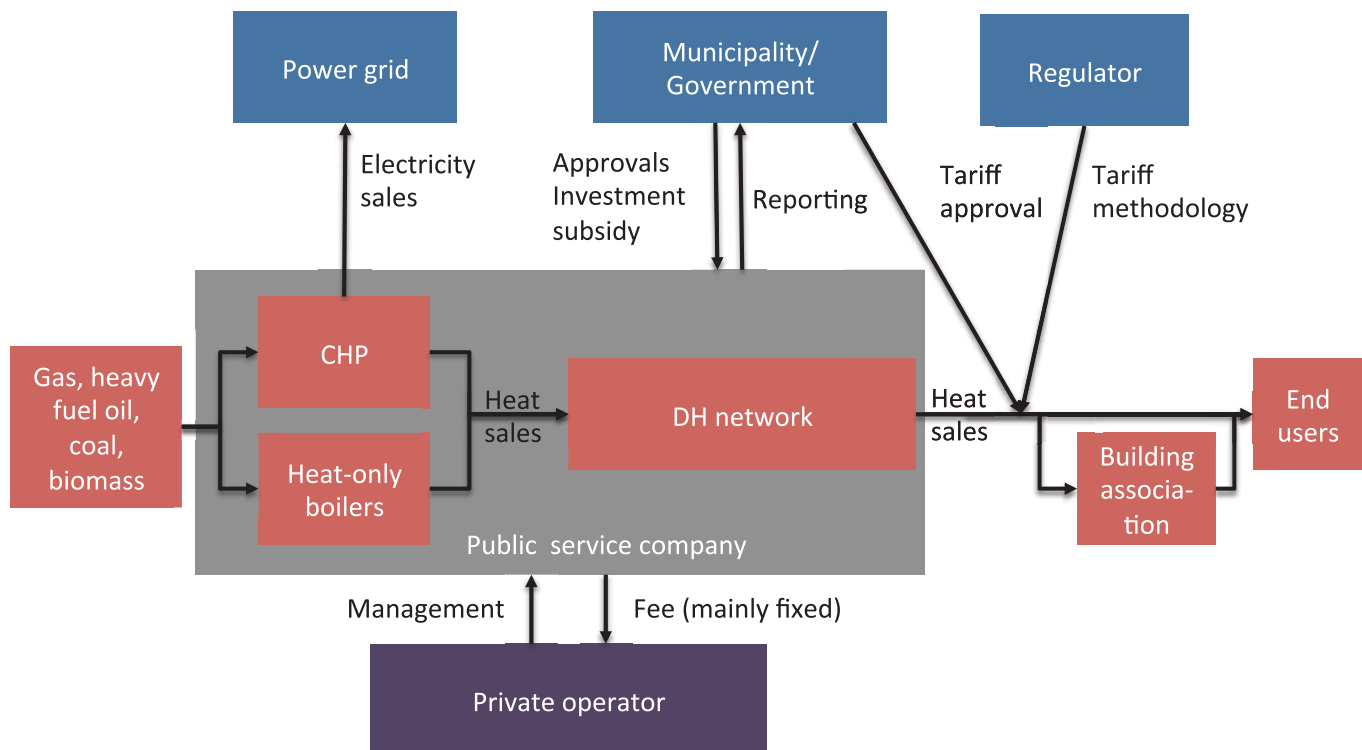 Power grid
Municipality/
Government
Regulator
Electricity
sales
Approvals
Investment
subsidy
Reporting
Tariff
approval
Tariff
methodology
Gas, heavy
fuel oil,
coal,
biomass
CHP
Heat-only
boilers
Heat
sales
DH network
Heat
sales
Building
associa-
tion
End
users
Public service company
Management
Fee (mainly fixed)
Private operator